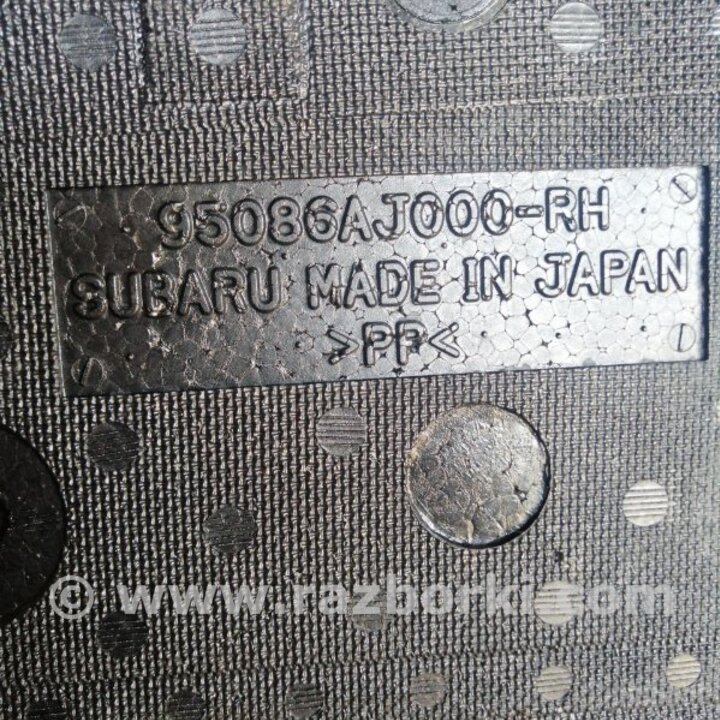 95086AJ000-RH
SUBARU MADE IN JAPAN
>PP<
© www.razborki.com